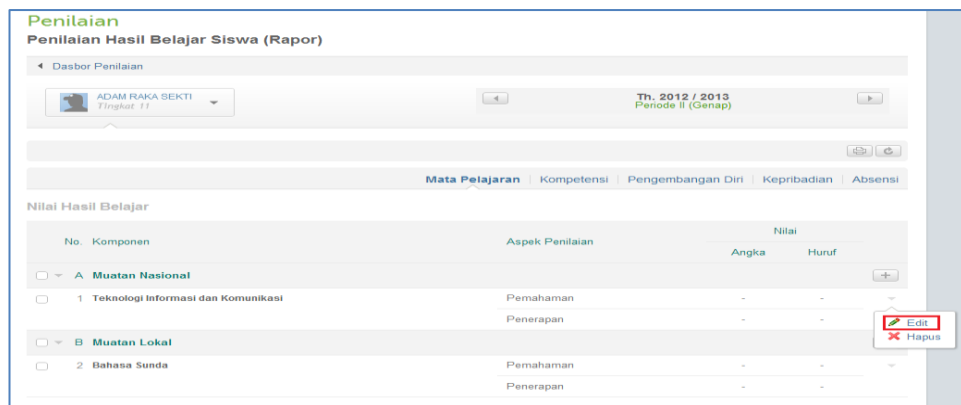 Penilaian
Penilaian Hasil Belajar Siswa (Rapor)
Dasbor Penilaian
ADAM RAKA SEKTI
Tingkat 11
Th. 2012 / 2013
Periode II (Genap)
Mata Pelajaran | Kompetensi | Pengembangan Diri | Kepribadian | Absensi
Nilai Hasil Belajar
No. Komponen Aspek Penilaian Nilai
Angka Huruf
A Muatan Nasional +
1 Teknologi Informasi dan Komunikasi Pemahaman - -
Penerapan - -
Edit
Hapus
B Muatan Lokal
2 Bahasa Sunda Pemahaman - -
Penerapan - -